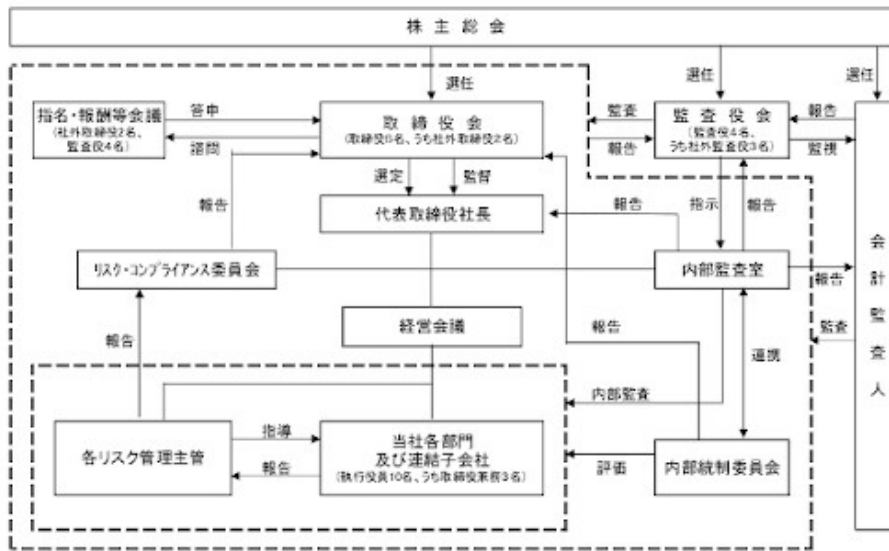 株主総会
選任
選任
選任
指名・報酬等会議
(社外取締役2名、
監査役4名)
答申
諮問
取締役会
(取締役6名、うち社外取締役2名)
監査
報告
監査役会
(監査役4名、
うち社外監査役3名)
報告
監視
選定
監督
報告
代表取締役社長
報告
指示
報告
リスク・コンプライアンス委員会
内部監査室
報告
会計監査人
経営会議
報告
報告
連携
監査
内部監査
各リスク管理主管
指導
報告
当社各部門
及び連結子会社
(執行役員10名、うち取締役兼務3名)
評価
内部統制委員会